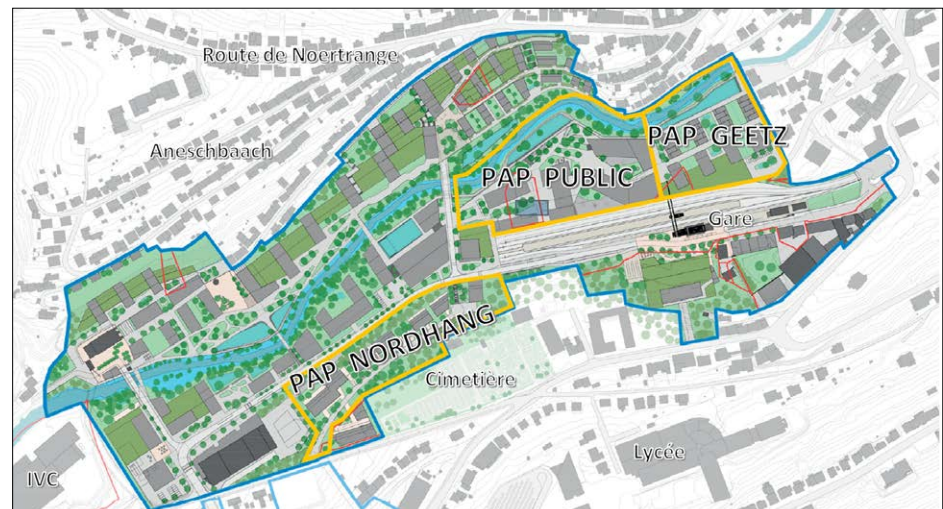 Route de Noertrange
Aneschbaach
PAP GEETZ
PAP PUBLIC
Gare
PAP NORDHANG
Cimetière
Lycée
IVC